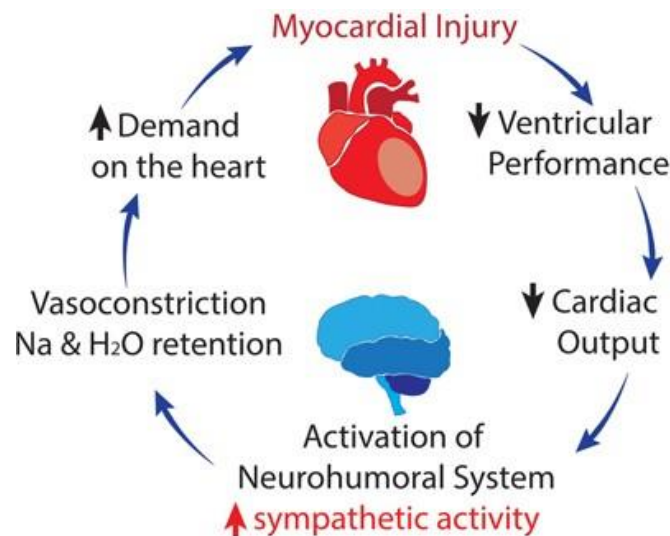 Myocardial Injury
↓ Ventricular
Performance
↓ Cardiac
Output
Activation of
Neurohumoral System
↑ sympathetic activity
Vasoconstriction
Na & H₂O retention
↑ Demand
on the heart